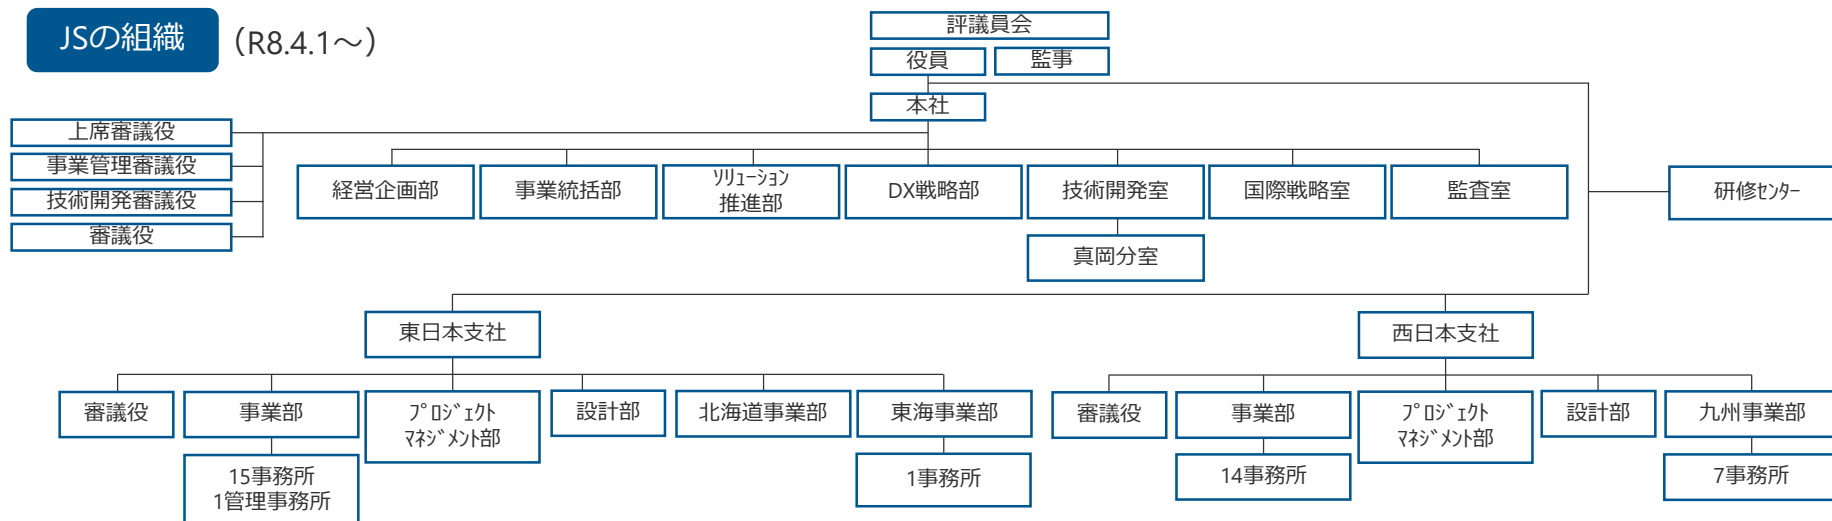 JSの組織 (R8.4.1～)
評議員会
役員 監事
本社
上席審議役
事業管理審議役
技術開発審議役
審議役
経営企画部 事業統括部 ｿﾘｭｰｼｮﾝ
推進部 DX戦略部 技術開発室 国際戦略室 監査室 研修ｾﾝﾀｰ
真岡分室
東日本支社 西日本支社
審議役 事業部 ﾌﾟﾛｼﾞｪｸﾄ
ﾏﾈｼﾞﾒﾝﾄ部 設計部 北海道事業部 東海事業部
15事務所
1管理事務所
1事務所
審議役 事業部 ﾌﾟﾛｼﾞｪｸﾄ
ﾏﾈｼﾞﾒﾝﾄ部 設計部 九州事業部
14事務所 7事務所